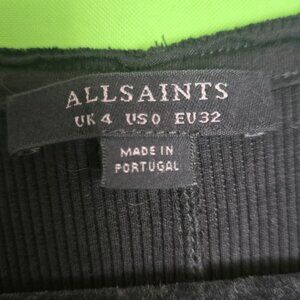 ALLSAINTS
UK 4 US 0 EU 32
MADE IN
PORTUGAL